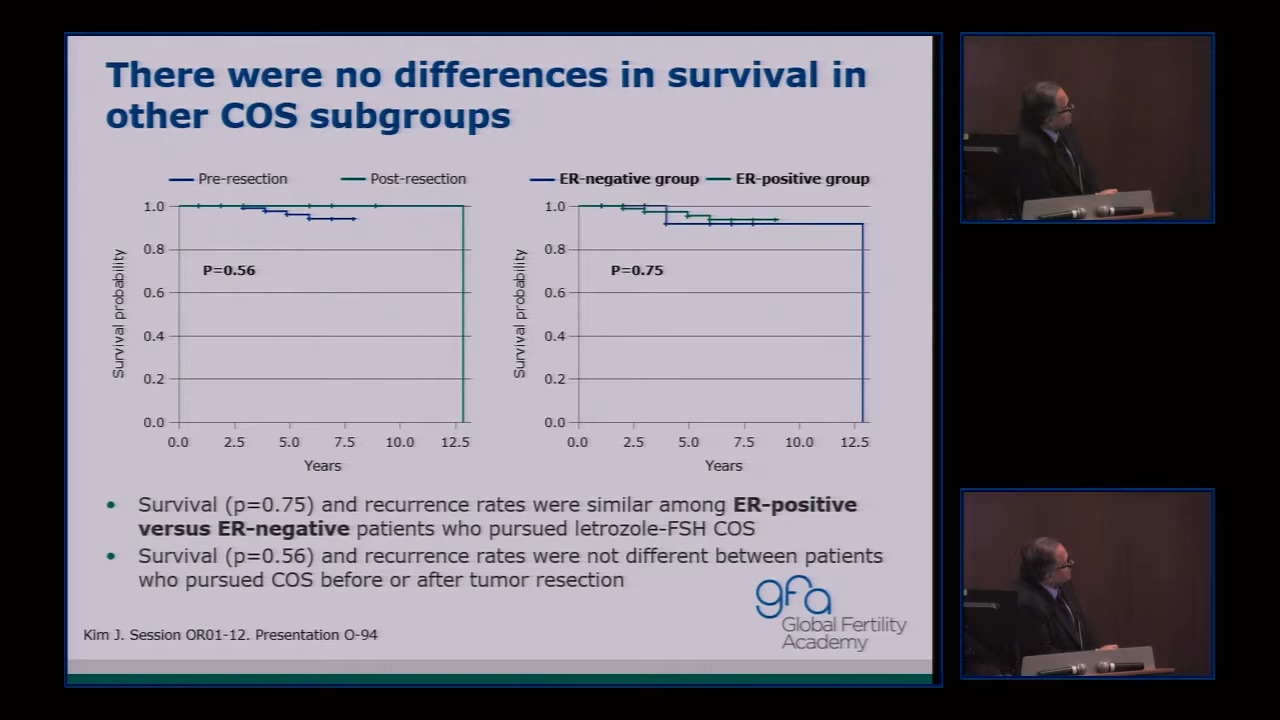 There were no differences in survival in
other COS subgroups
Pre-resection
Post-resection
1.0
0.8
0.6
0.4
0.2
0.0
Survival probability
P=0.56
0.0 2.5 5.0 7.5 10.0 12.5
Years
ER-negative group
ER-positive group
1.0
0.8
0.6
0.4
0.2
0.0
Survival probability
P=0.75
0.0 2.5 5.0 7.5 10.0 12.5
Years
• Survival (p=0.75) and recurrence rates were similar among ER-positive
versus ER-negative patients who pursued letrozole-FSH COS
• Survival (p=0.56) and recurrence rates were not different between patients
who pursued COS before or after tumor resection
gfa
Global Fertility
Academy
Kim J. Session OR01-12. Presentation O-94